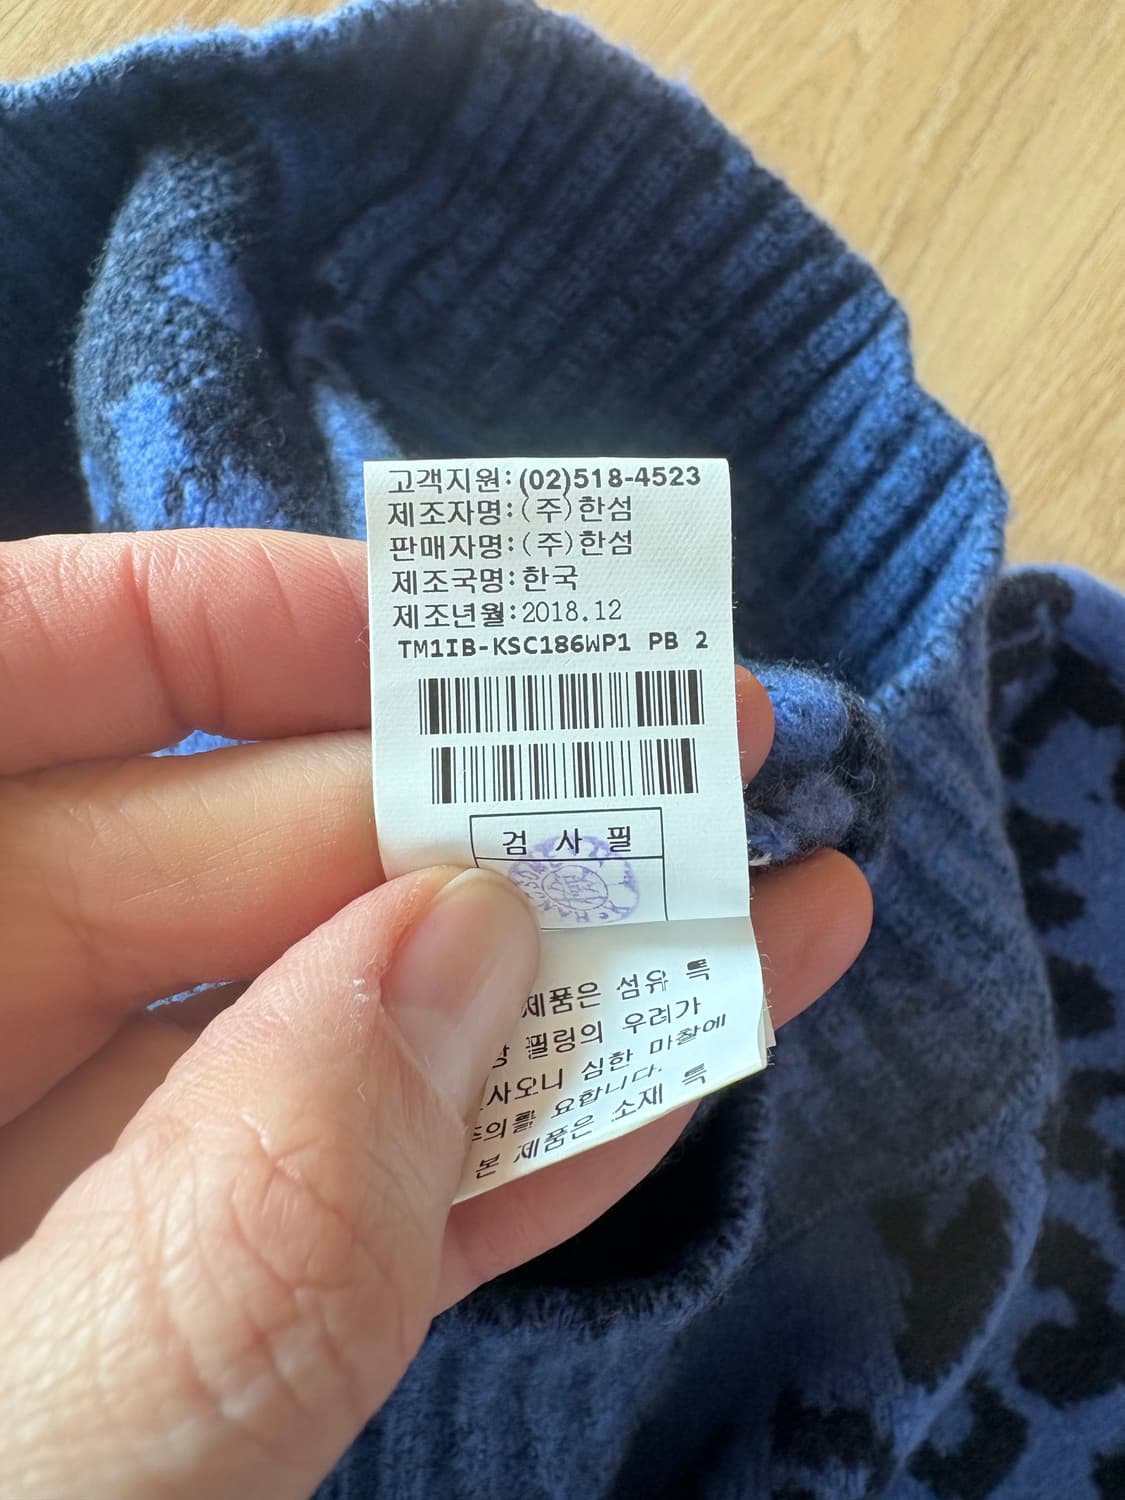 고객지원:(02)518-4523
제조자명:(주)한섬
판매자명:(주)한섬
제조국명:한국
제조년월:2018.12
TM1IB-KSC186WP1 PB 2
검 사 필
제품은 섬유 특
필링의 우려가
사오니 심한 마찰에
주의를 요합니다.
본 제품은 소재 특